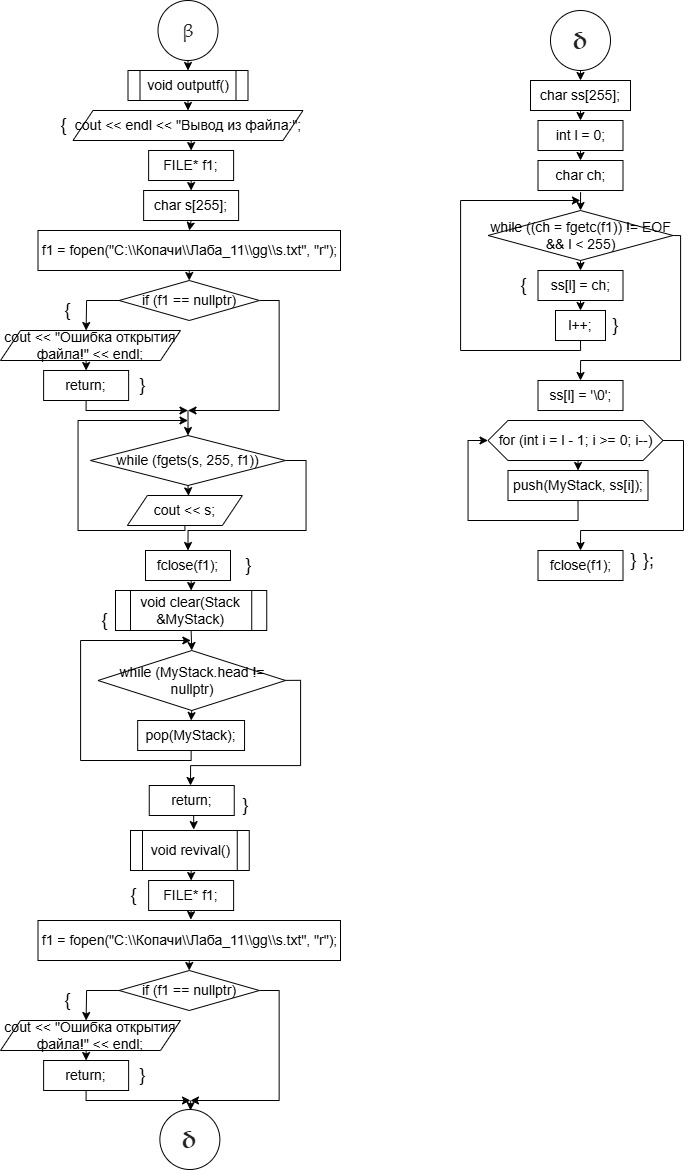 β
void outputf()
{
cout << endl << "Вывод из файла:";
FILE* f1;
char s[255];
f1 = fopen("C:\\Копачи\\Лаба_11\\gg\\s.txt", "r");
if (f1 == nullptr)
{
cout << "Ошибка открытия
файла!" << endl;
return;
}
while (fgets(s, 255, f1))
cout << s;
fclose(f1);
}
void clear(Stack
&MyStack)
{
while (MyStack.head !=
nullptr)
pop(MyStack);
return;
}
void revival()
{
FILE* f1;
f1 = fopen("C:\\Копачи\\Лаба_11\\gg\\s.txt", "r");
if (f1 == nullptr)
{
cout << "Ошибка открытия
файла!" << endl;
return;
}
δ
δ
char ss[255];
int l = 0;
char ch;
while ((ch = fgetc(f1)) != EOF
&& l < 255)
{
ss[l] = ch;
l++;
}
ss[l] = '\0';
for (int i = l - 1; i >= 0; i--)
push(MyStack, ss[i]);
fclose(f1);
} };